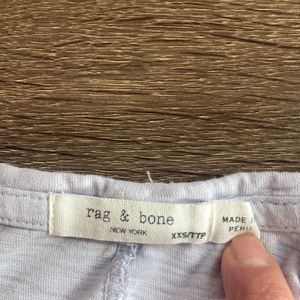 rag & bone
NEW YORK
XXS/TTP
MADE
PERU